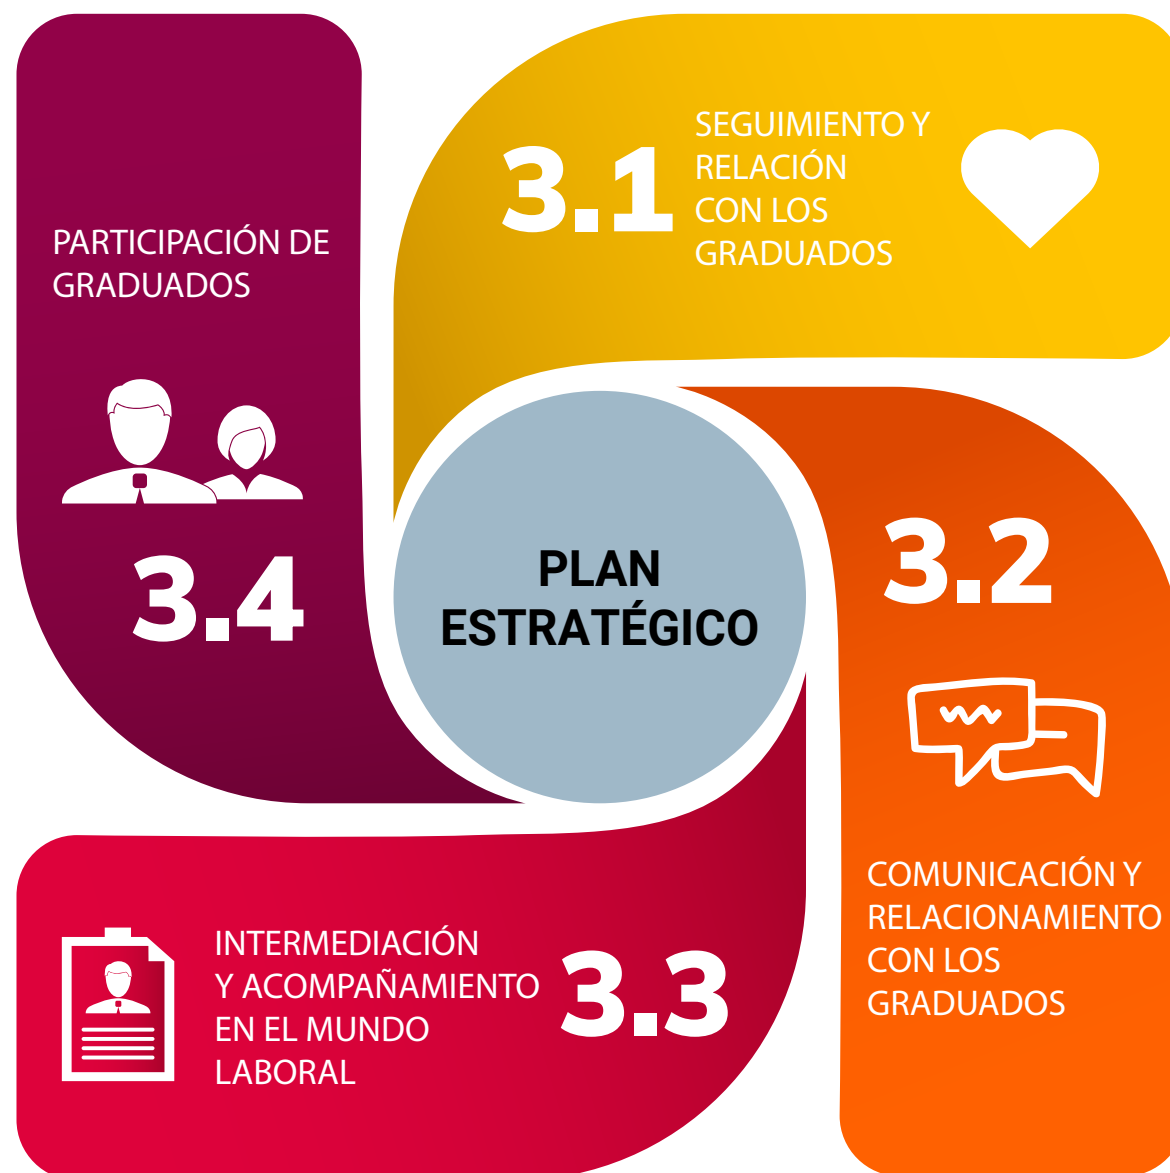 3.1
SEGUIMIENTO Y
RELACIÓN
CON LOS
GRADUADOS
3.2
COMUNICACIÓN Y
RELACIONAMIENTO
CON LOS
GRADUADOS
3.3
INTERMEDIACIÓN
Y ACOMPAÑAMIENTO
EN EL MUNDO
LABORAL
PARTICIPACIÓN DE
GRADUADOS
3.4
PLAN
ESTRATÉGICO